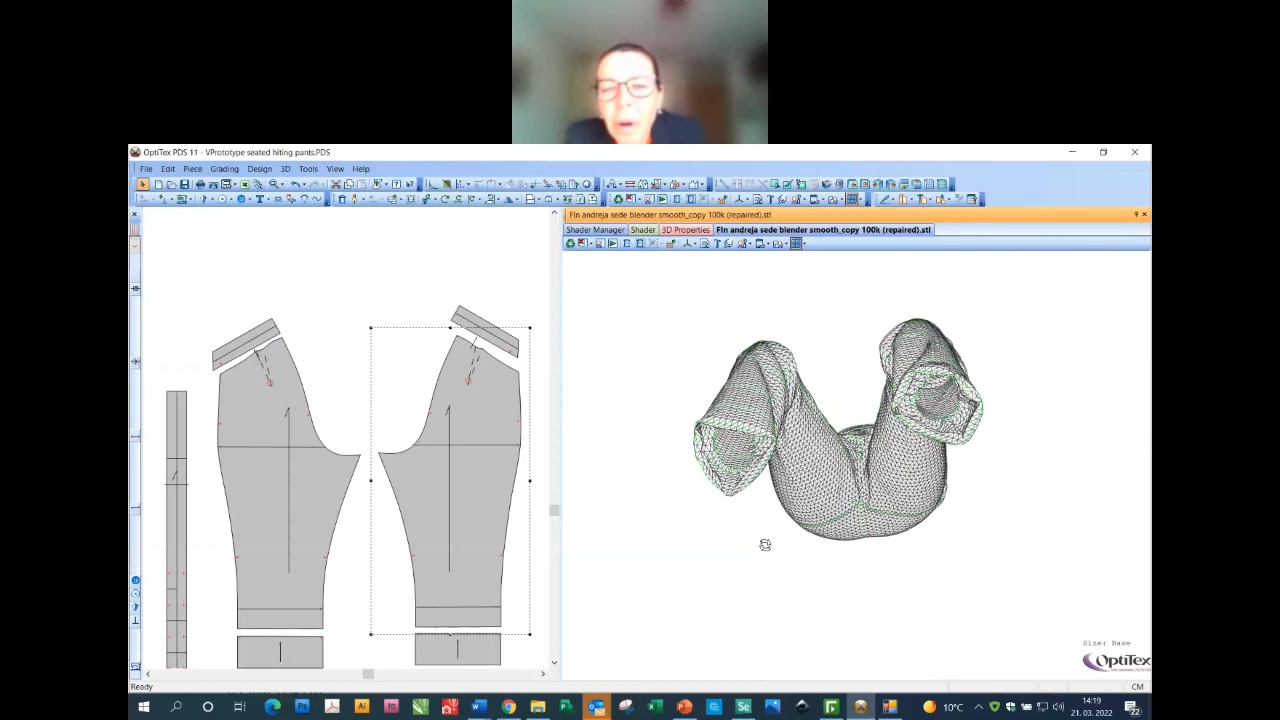 OptiTex PDS 11 - VPrototype seated hiting pants.PDS
File Edit Piece Grading Design 3D Tools View Help
FIn andreja sede blender smooth_copy 100k (repaired).stl
Shader Manager Shader 3D Properties FIn andreja sede blender smooth_copy 100k (repaired).stl
Size: Base
OptiTex
Ready
CM
10°C
14:19
21. 03. 2022
22